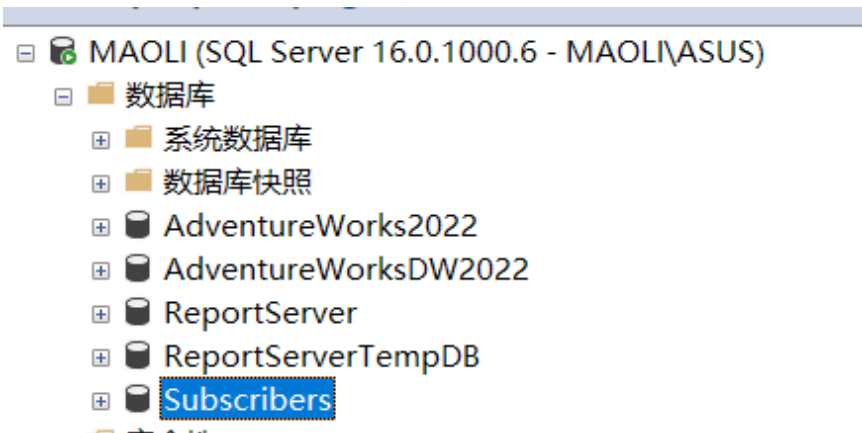 MAOLI (SQL Server 16.0.1000.6 - MAOLI\ASUS)
数据库
系统数据库
数据库快照
AdventureWorks2022
AdventureWorksDW2022
ReportServer
ReportServerTempDB
Subscribers